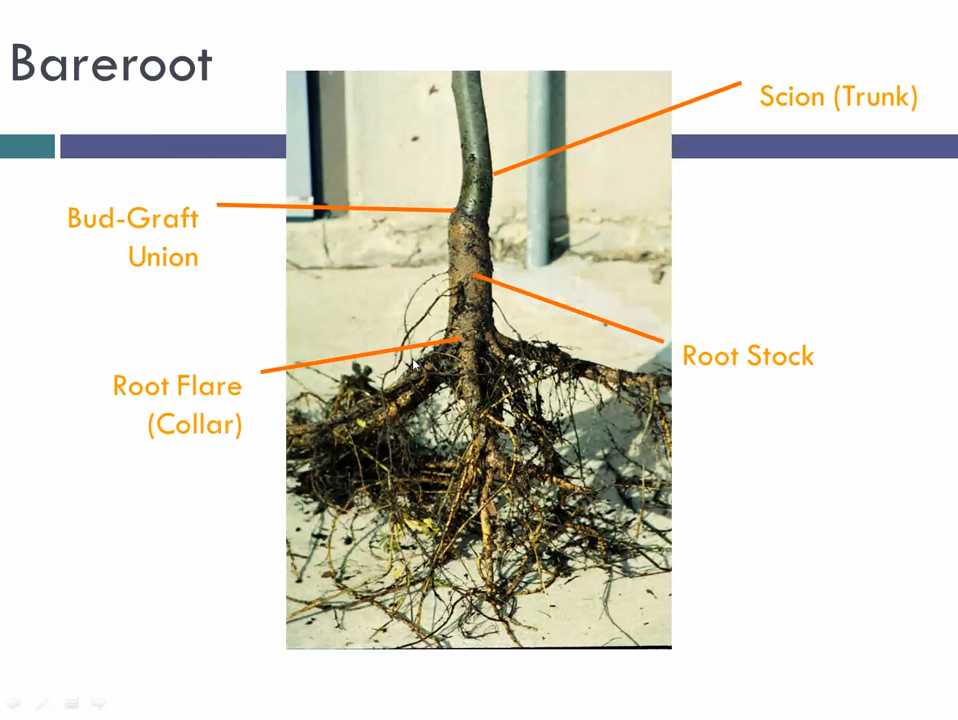 Bareroot
Scion (Trunk)
Bud-Graft
Union
Root Stock
Root Flare
(Collar)